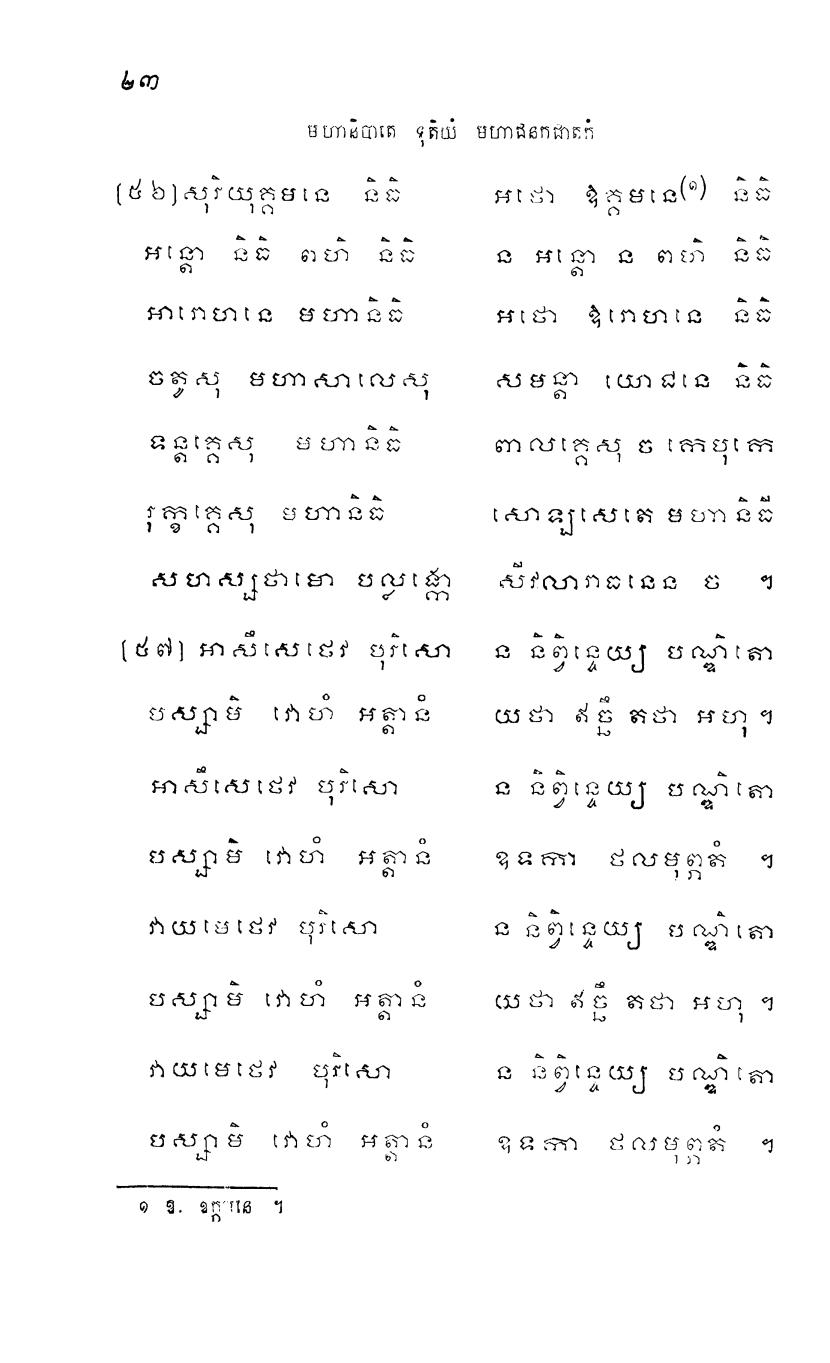 ២៣
មហានិបាតេ ទុតិយំ មហាជនកជាតកំ
(៥៦) សុរិយុគ្គមនេ និធិ អថោ ឱក្កមនេ(១) និធិ
អន្តោ និធិ ពហិ និធិ ន អន្តោ ន ពហិ និធិ
អារោហនេ មហានិធិ អថោ ឱរោហនេ និធិ
ចតូសុ មហាសាលេសុ សមន្តា យោជនេ និធិ
ទន្តគ្គេសុ មហានិធិ ពាលគ្គេសុ ច កេបុកេ
រុក្ខគ្គេសុ មហានិធិ សោឡសេតេ មហានិធី
សហស្សថាមោ បល្លង្កោ សីវលារាធនេន ច ។
(៥៧) អាសឹសេថេវ បុរិសោ ន និព្វិន្ទេយ្យ បណ្ឌិតោ
បស្សាមិ វោហំ អត្តានំ យថា ឥច្ឆឹ តថា អហុ ។
អាសឹសេថេវ បុរិសោ ន និព្វិន្ទេយ្យ បណ្ឌិតោ
បស្សាមិ វោហំ អត្តានំ ឧទកា ថលមុព្ភតំ ។
វាយមេថេវ បុរិសោ ន និព្វិន្ទេយ្យ បណ្ឌិតោ
បស្សាមិ វោហំ អត្តានំ យថា ឥច្ឆឹ តថា អហុ ។
វាយមេថេវ បុរិសោ ន និព្វិន្ទេយ្យ បណ្ឌិតោ
បស្សាមិ វោហំ អត្តានំ ឧទកា ថលមុព្ភតំ ។
១ ឱ. ។